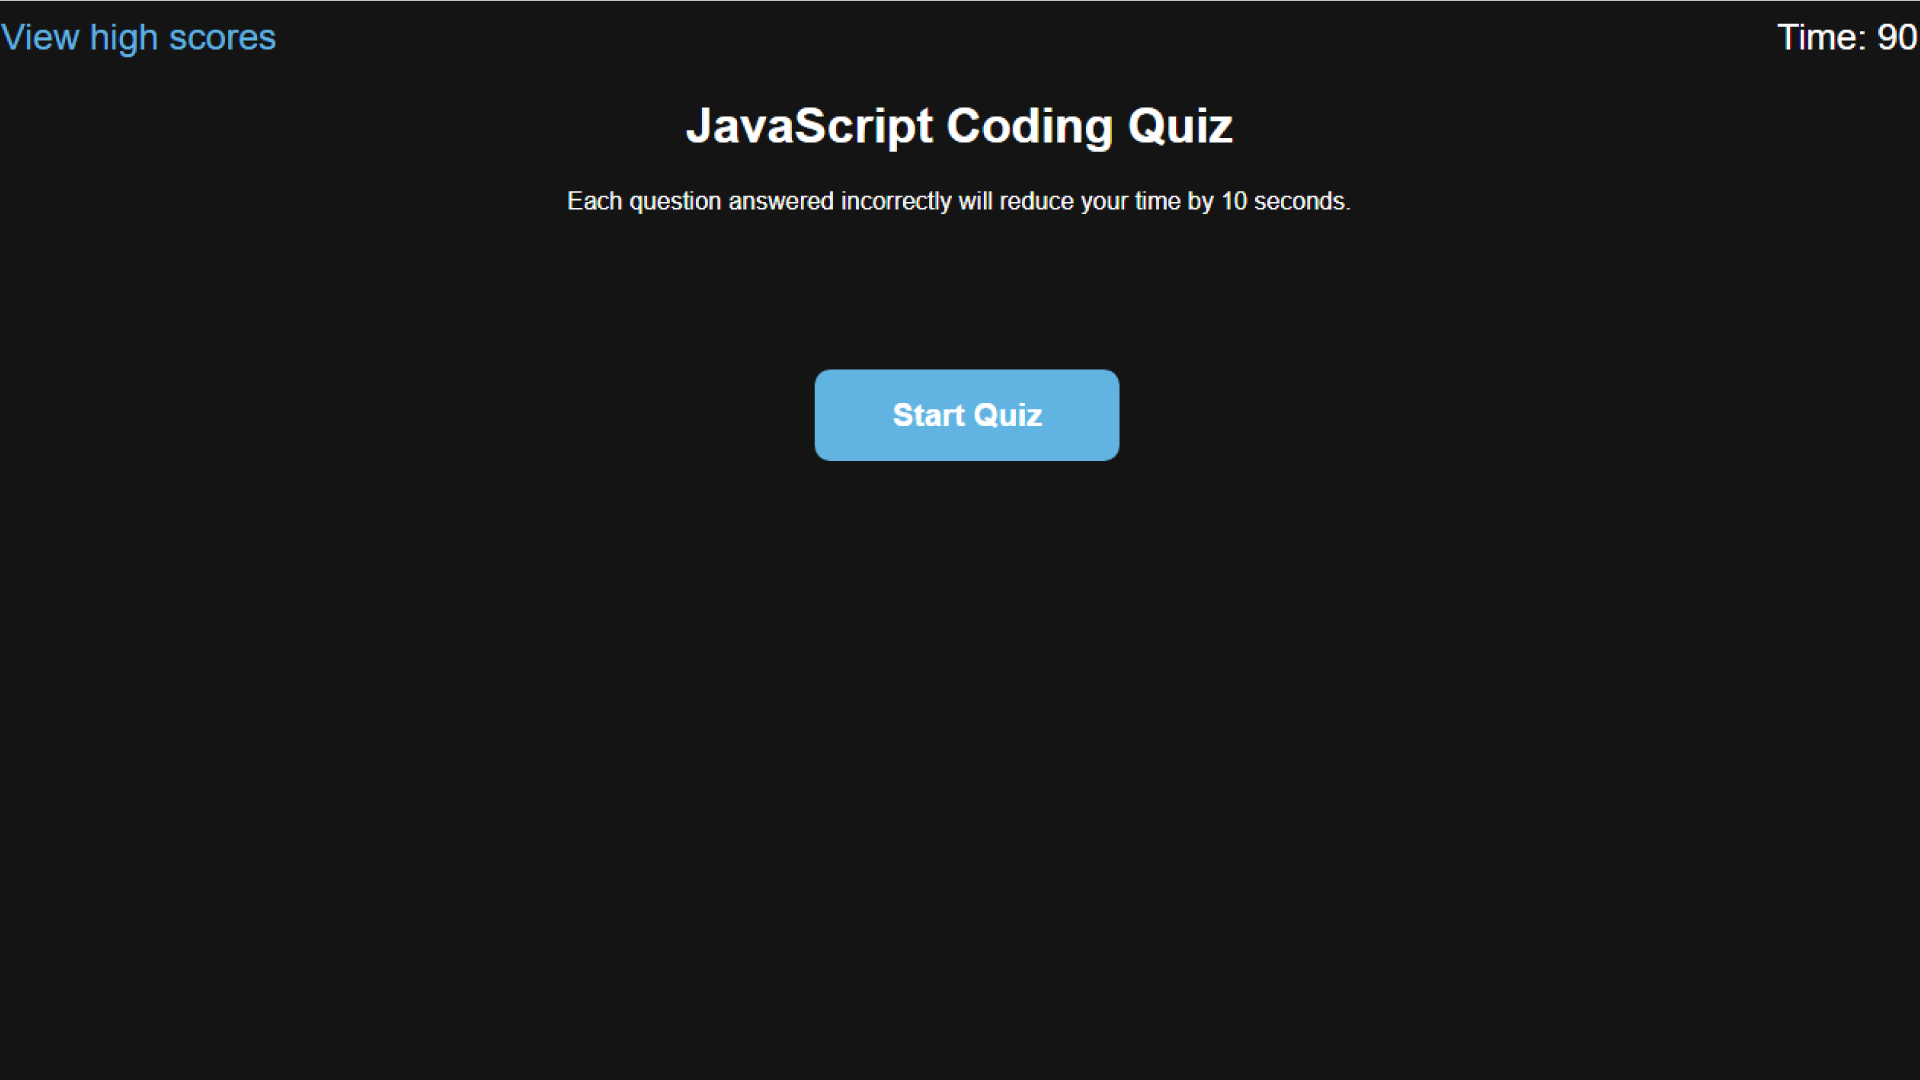 View high scores
Time: 90
JavaScript Coding Quiz
Each question answered incorrectly will reduce your time by 10 seconds.
Start Quiz